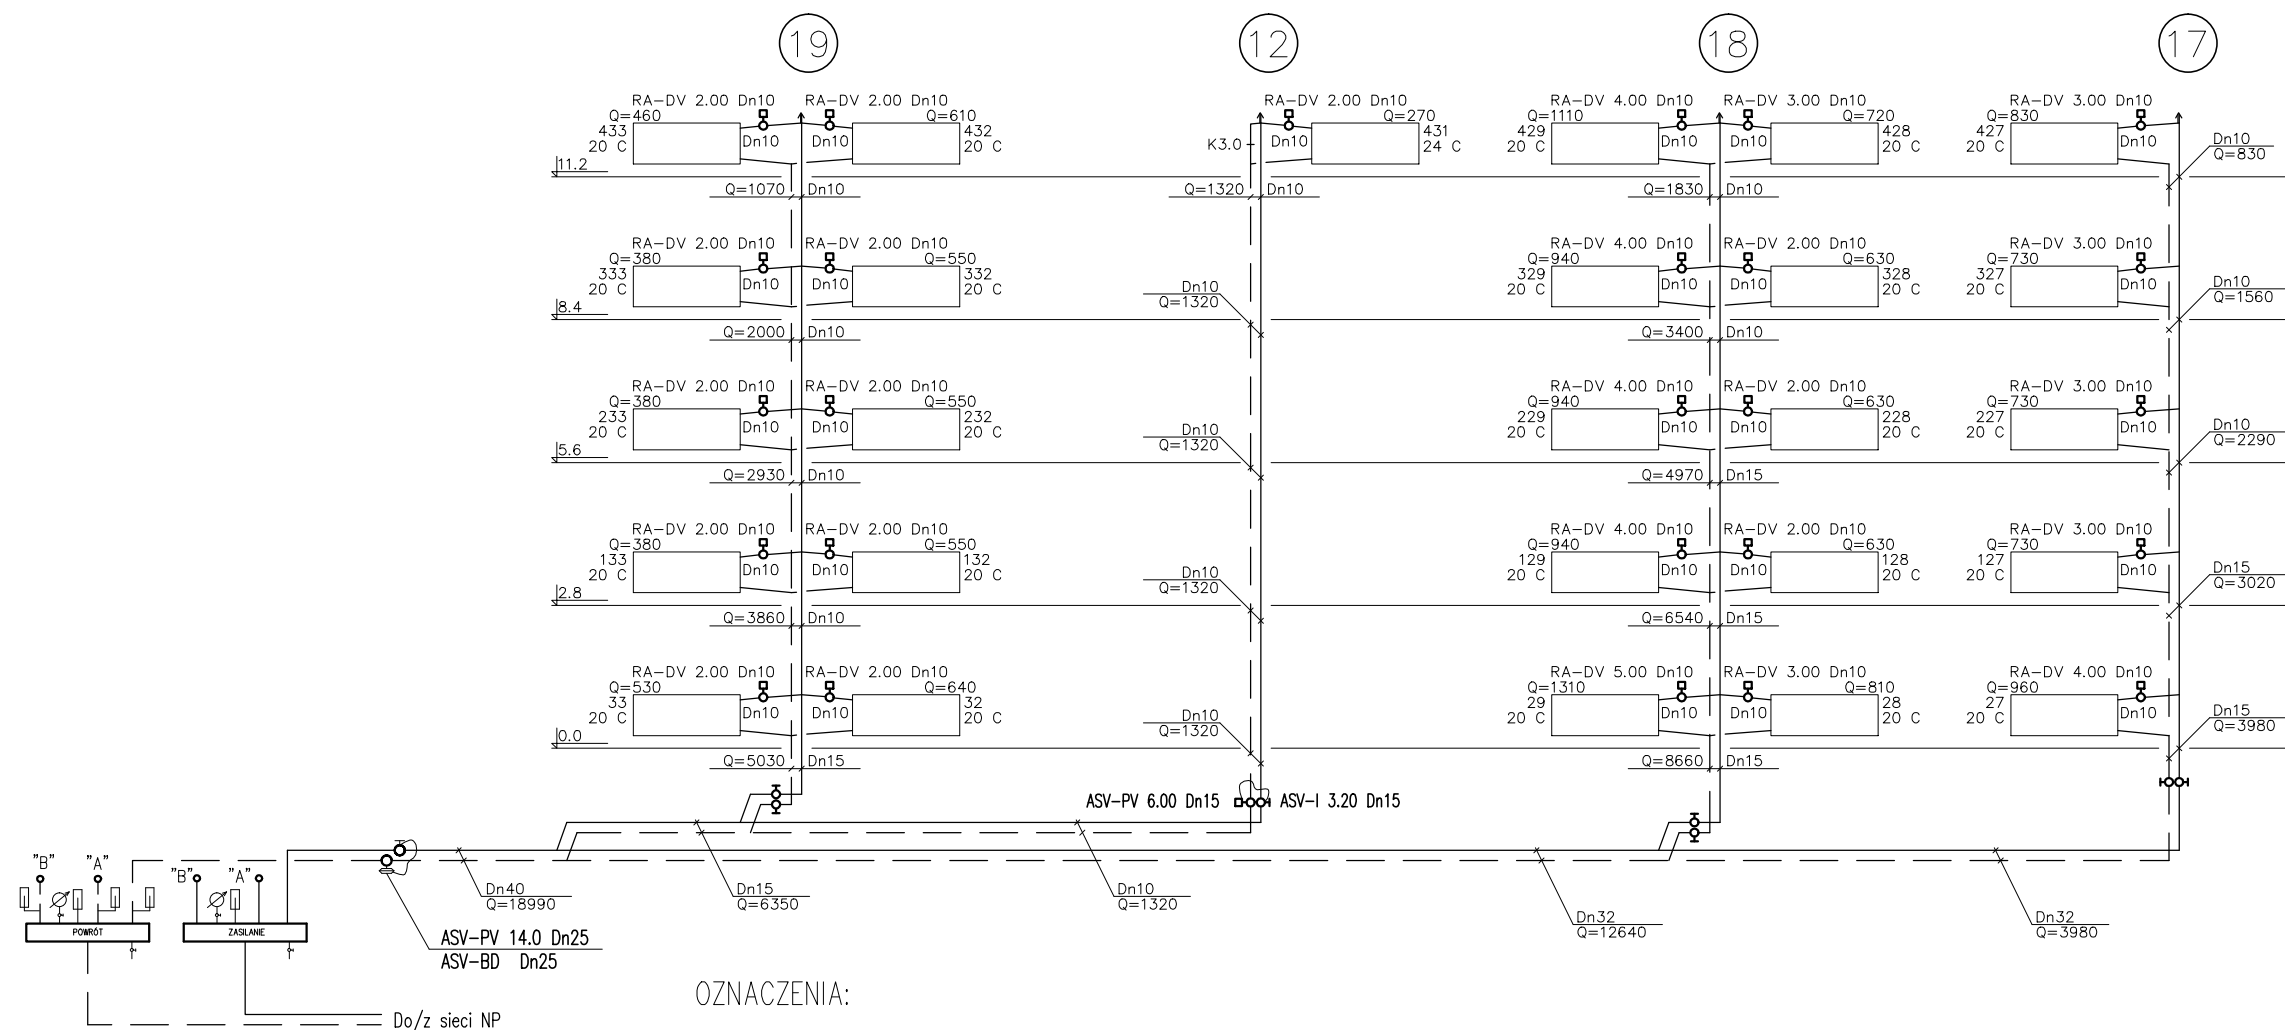 19
12
18
17
RA-DV 2.00 Dn10
RA-DV 2.00 Dn10
RA-DV 2.00 Dn10
RA-DV 4.00 Dn10
RA-DV 3.00 Dn10
RA-DV 3.00 Dn10
Q=460
Q=610
Q=270
Q=1110
Q=720
Q=830
433
20 C
Dn10
Dn10
432
20 C
K3.0
Dn10
431
24 C
429
20 C
Dn10
Dn10
428
20 C
427
20 C
Dn10
Dn10
Q=830
11.2
Q=1070
Dn10
Q=1320
Dn10
Q=1830
Dn10
RA-DV 2.00 Dn10
RA-DV 2.00 Dn10
RA-DV 4.00 Dn10
RA-DV 2.00 Dn10
RA-DV 3.00 Dn10
Q=380
Q=550
Q=940
Q=630
Q=730
333
20 C
Dn10
Dn10
332
20 C
Dn10
Q=1320
329
20 C
Dn10
Dn10
328
20 C
327
20 C
Dn10
Dn10
Q=1560
8.4
Q=2000
Dn10
Q=3400
Dn10
RA-DV 2.00 Dn10
RA-DV 2.00 Dn10
RA-DV 4.00 Dn10
RA-DV 2.00 Dn10
RA-DV 3.00 Dn10
Q=380
Q=550
Q=940
Q=630
Q=730
233
20 C
Dn10
Dn10
232
20 C
Dn10
Q=1320
229
20 C
Dn10
Dn10
228
20 C
227
20 C
Dn10
Dn10
Q=2290
5.6
Q=2930
Dn10
Q=4970
Dn15
RA-DV 2.00 Dn10
RA-DV 2.00 Dn10
RA-DV 4.00 Dn10
RA-DV 2.00 Dn10
RA-DV 3.00 Dn10
Q=380
Q=550
Q=940
Q=630
Q=730
133
20 C
Dn10
Dn10
132
20 C
Dn10
Q=1320
129
20 C
Dn10
Dn10
128
20 C
127
20 C
Dn10
Dn15
Q=3020
2.8
Q=3860
Dn10
Q=6540
Dn15
RA-DV 2.00 Dn10
RA-DV 2.00 Dn10
RA-DV 5.00 Dn10
RA-DV 3.00 Dn10
RA-DV 4.00 Dn10
Q=530
Q=640
Q=1310
Q=810
Q=960
33
20 C
Dn10
Dn10
32
20 C
Dn10
Q=1320
29
20 C
Dn10
Dn10
28
20 C
27
20 C
Dn10
Dn15
Q=3980
0.0
Q=5030
Dn15
Q=8660
Dn15
ASV-PV 6.00 Dn15
ASV-I 3.20 Dn15
"B"
"A"
"B"
"A"
Dn40
Q=18990
Dn15
Q=6350
Dn10
Q=1320
Dn32
Q=12640
Dn32
Q=3980
POWRÓT
ZASILANIE
ASV-PV 14.0 Dn25
ASV-BD Dn25
OZNACZENIA:
Do/z sieci NP